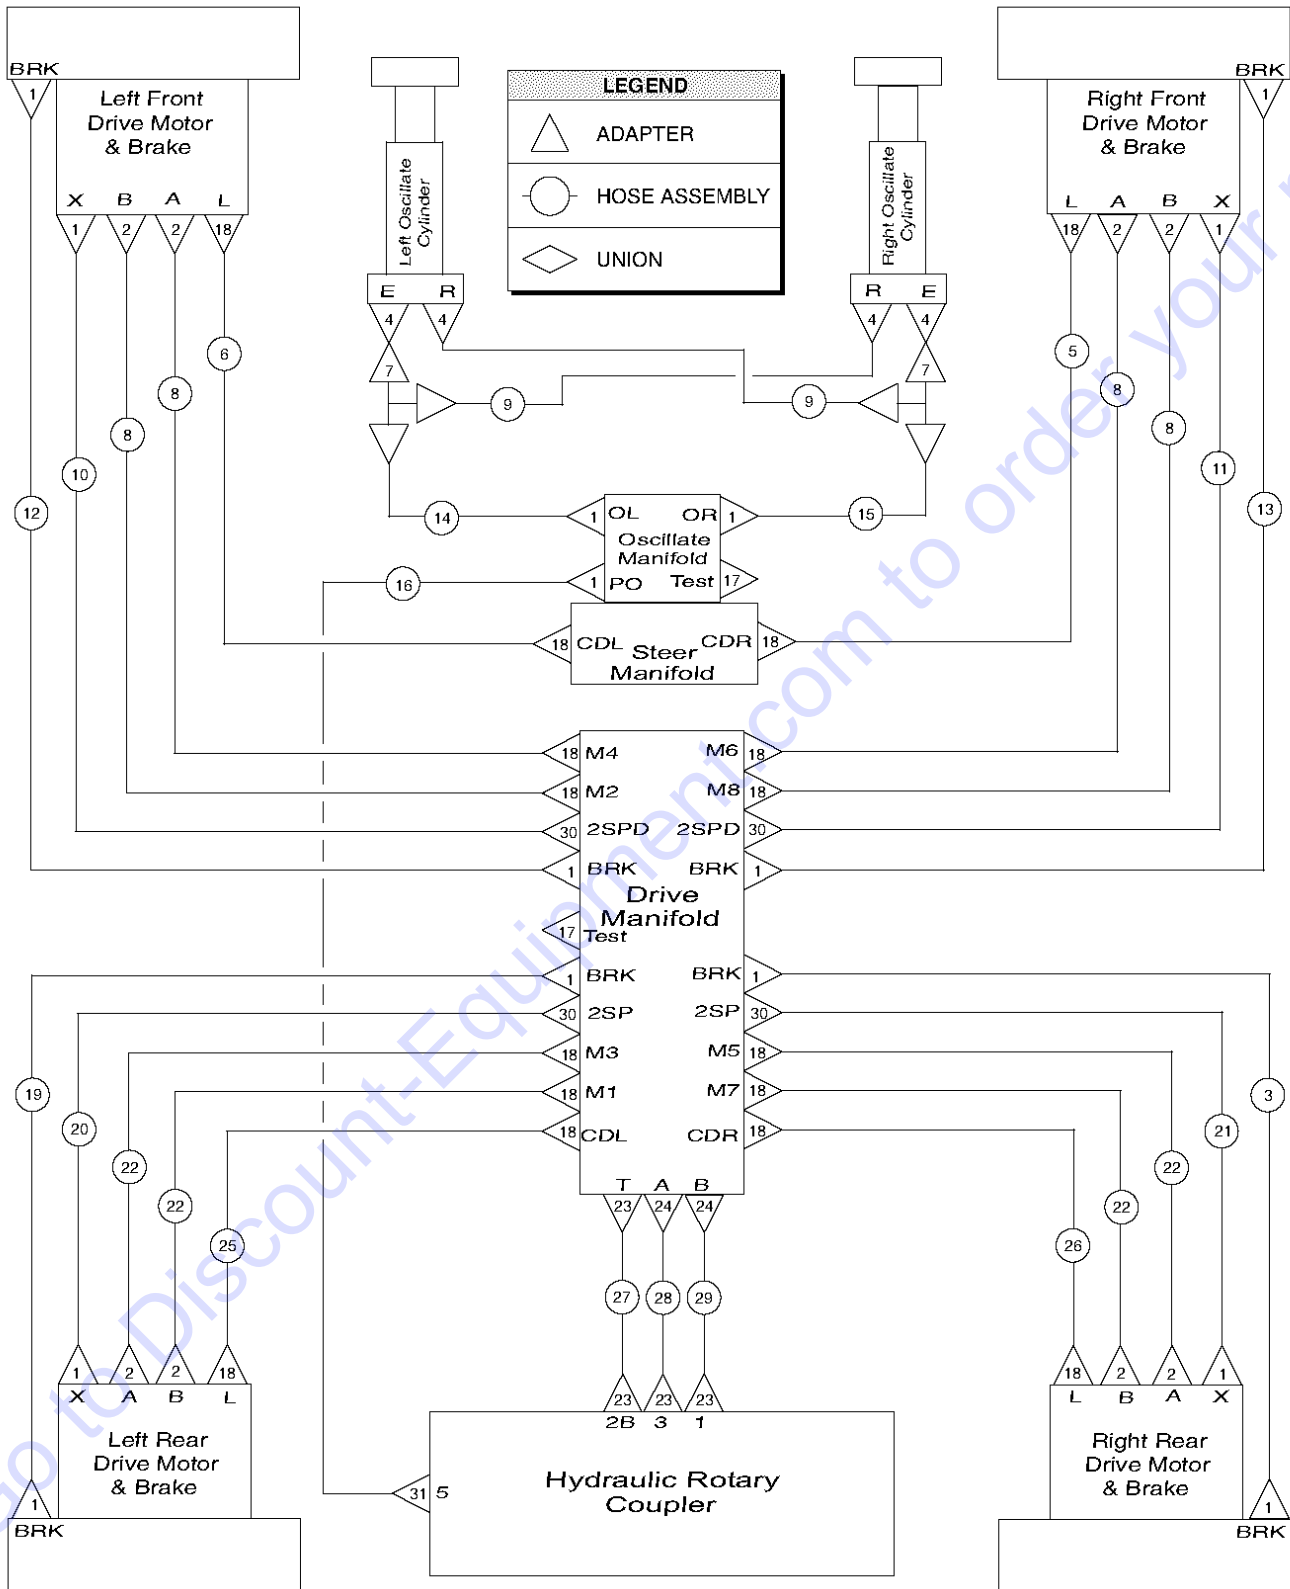 BRK
1
Left Front
Drive Motor
& Brake
X B A L
1 2 2 18
LEGEND
ADAPTER
HOSE ASSEMBLY
UNION
Left Oscillate
Cylinder
E R
4 4
7
Right Oscillate
Cylinder
R E
4 4
7
BRK
1
Right Front
Drive Motor
& Brake
L A B X
18 2 2 1
6
8
8
10
12
9
9
5
8
8
11
13
14
15
16
1 OL OR 1
Oscillate
Manifold
1 PO Test 17
18 CDL CDR 18
Steer
Manifold
18 M4 M6 18
18 M2 M8 18
30 2SPD 2SPD 30
1 BRK BRK 1
Drive
Manifold
17 Test
1 BRK BRK 1
30 2SP 2SP 30
18 M3 M5 18
18 M1 M7 18
18 CDL CDR 18
T A B
23 24 24
19
20
22
22
25
3
21
22
22
26
27 28 29
23 23 23
2B 3 1
31 5
Hydraulic Rotary
Coupler
1 2 2 18
X A B L
Left Rear
Drive Motor
& Brake
1
BRK
18 2 2 1
L B A X
Right Rear
Drive Motor
& Brake
1
BRK
Go to Discount-Equipment.com to order your